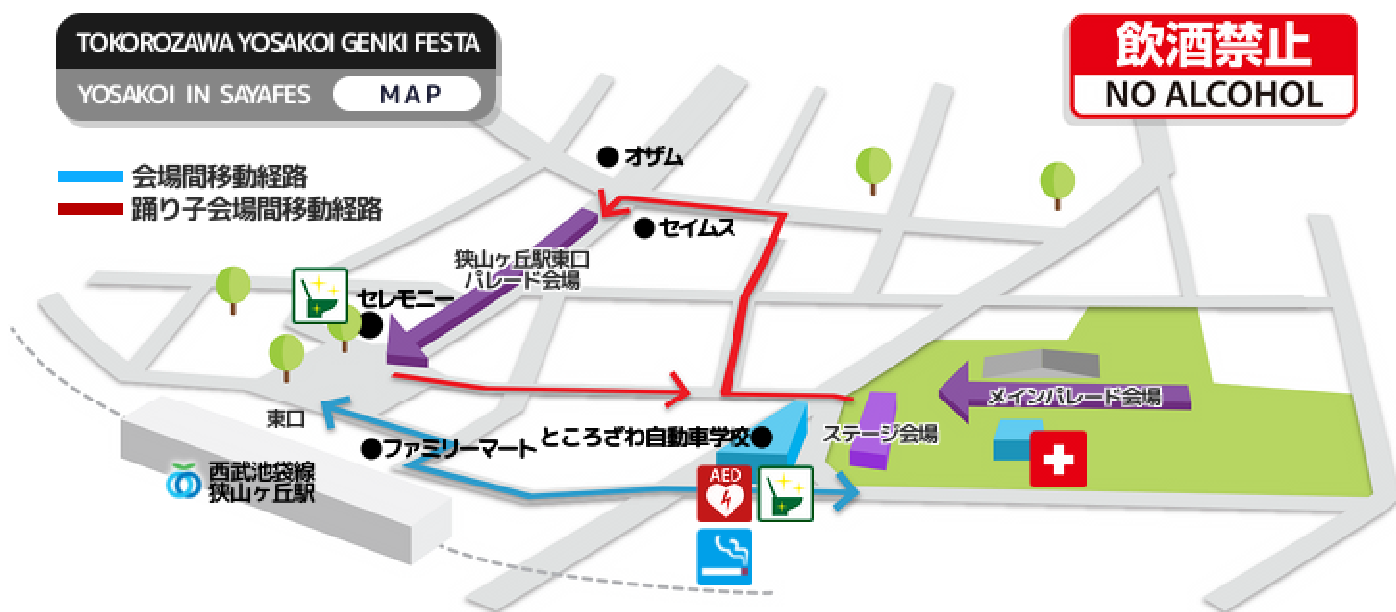 TOKOROZAWA YOSAKOI GENKI FESTA
YOSAKOI IN SAYAFES MAP
飲酒禁止
NO ALCOHOL
会場間移動経路
踊り子会場間移動経路
オザム
セイムス
狭山ヶ丘駅東口
パレード会場
セレモニー
メインパレード会場
東口
ファミリーマート
ところざわ自動車学校
ステージ会場
西武池袋線
狭山ヶ丘駅
AED